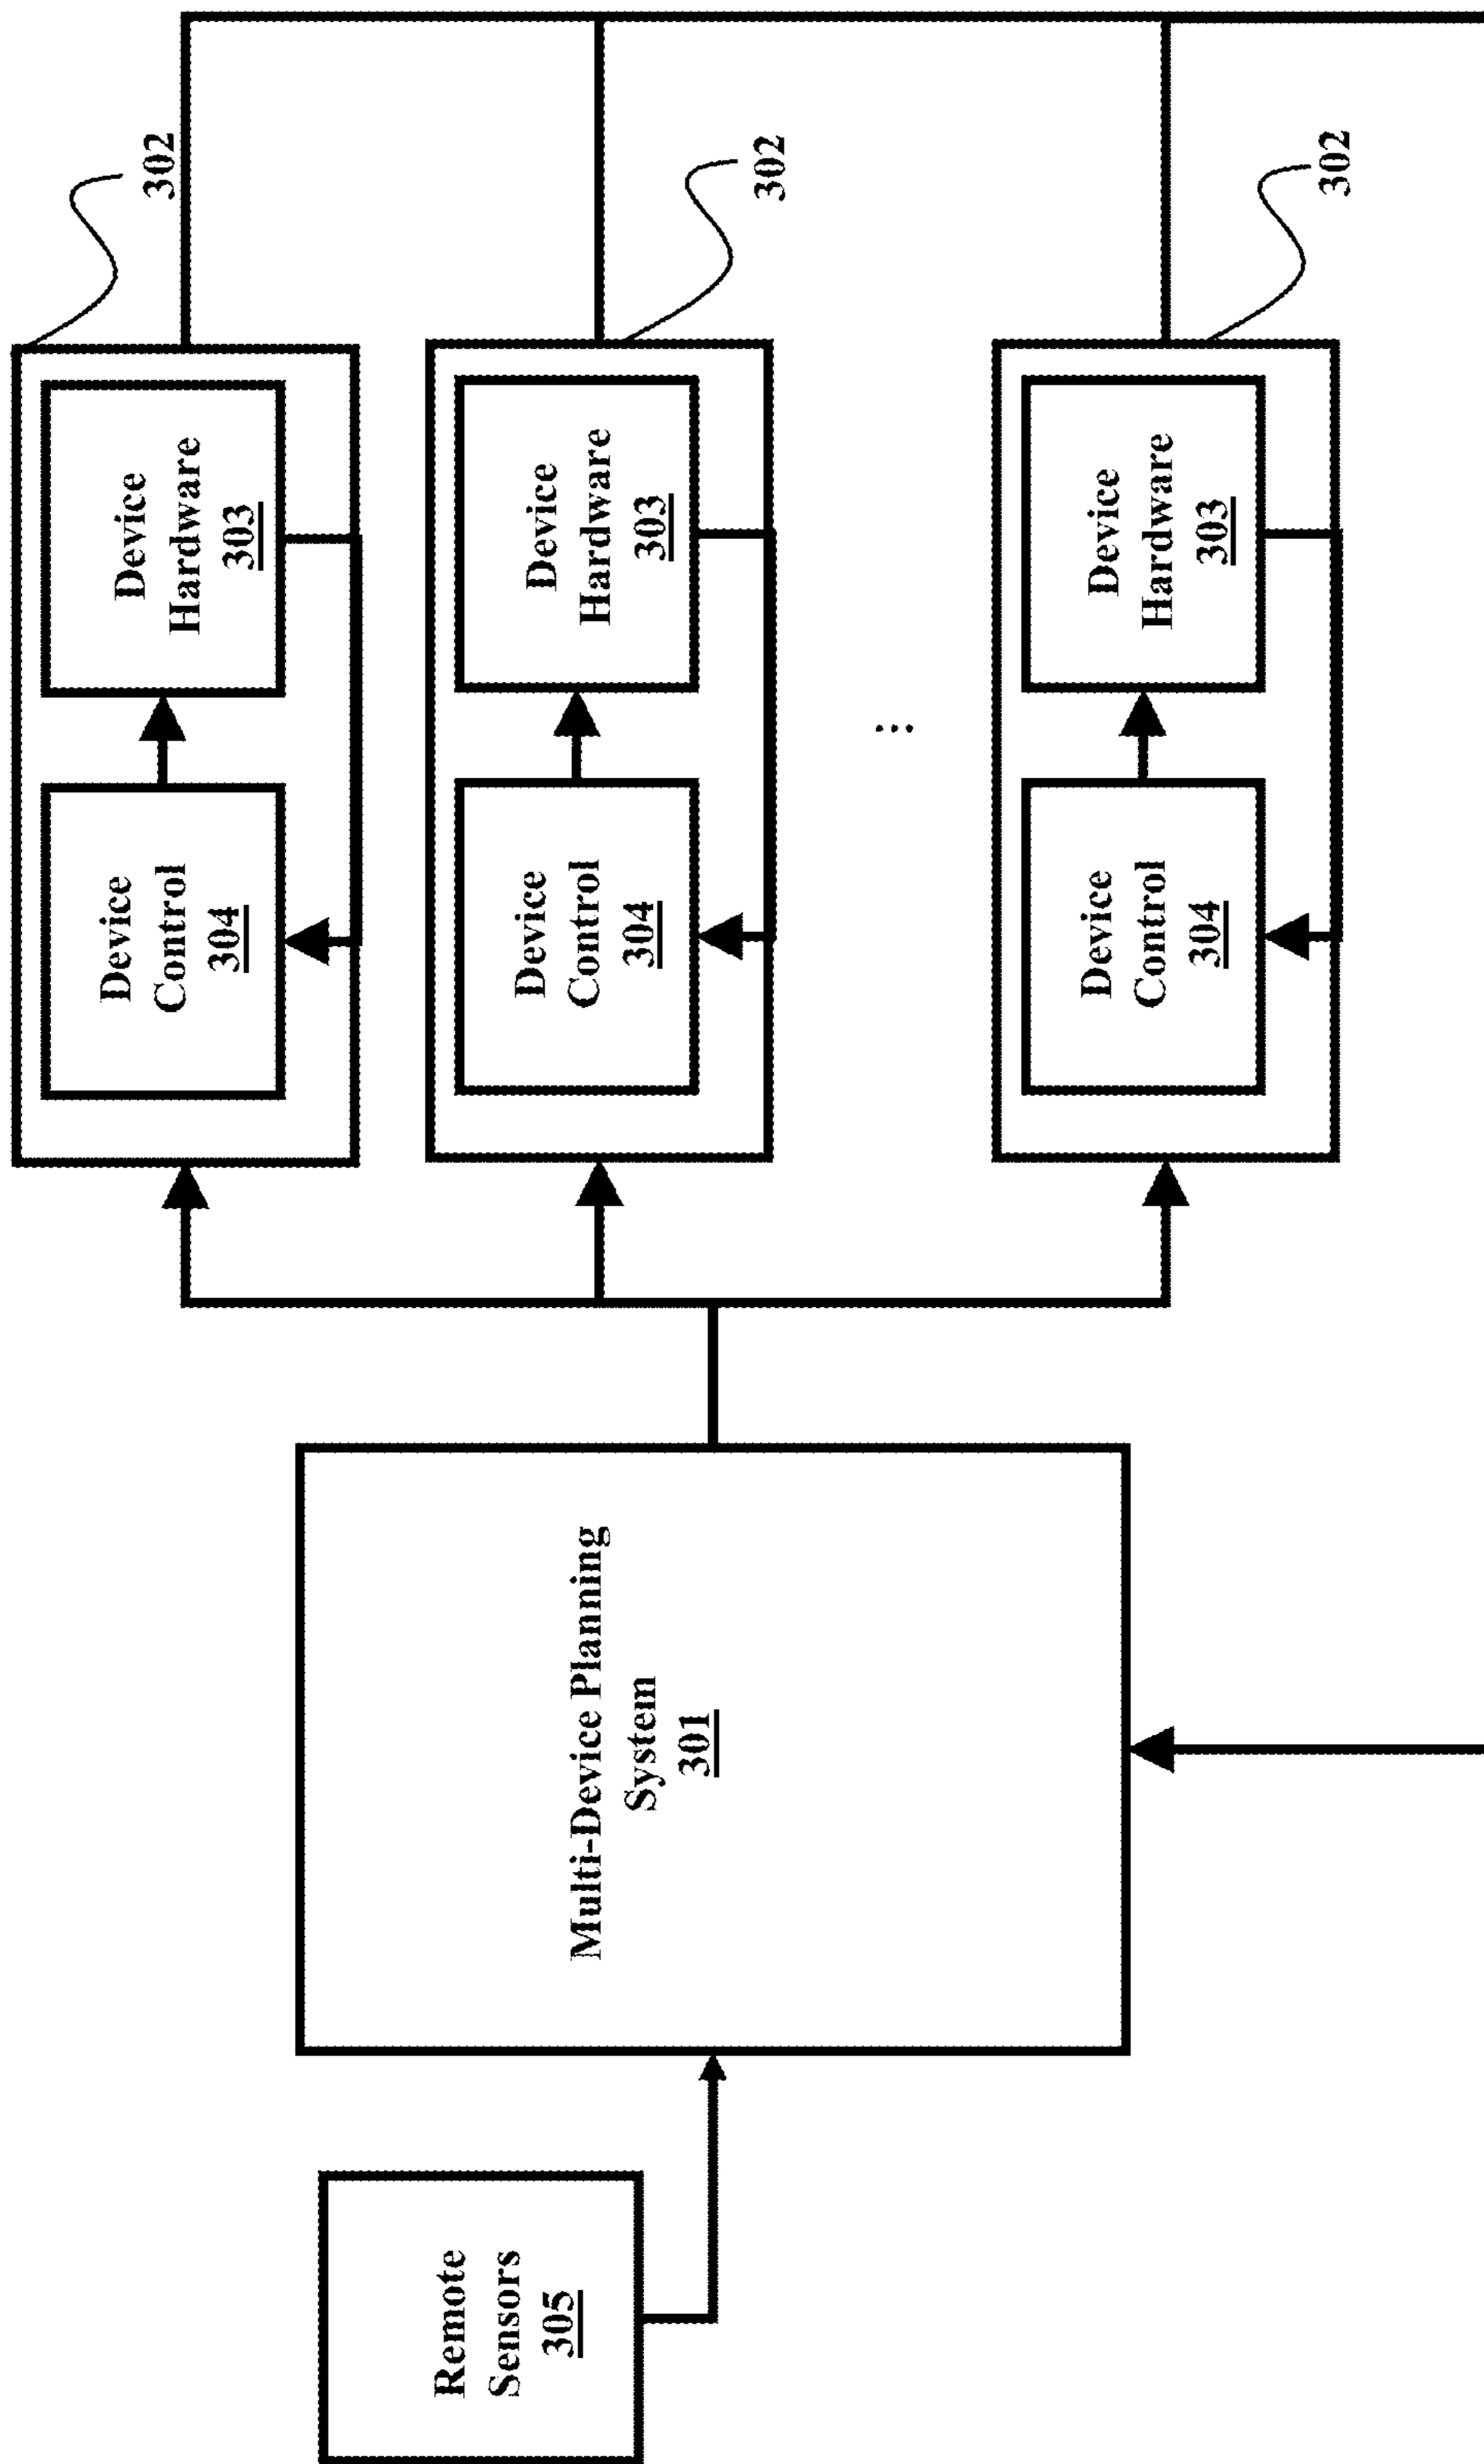 Remote
Sensors
305
Multi-Device Planning
System
301
302
Device
Control
304
Device
Hardware
303
302
Device
Control
304
Device
Hardware
303
...
302
Device
Control
304
Device
Hardware
303